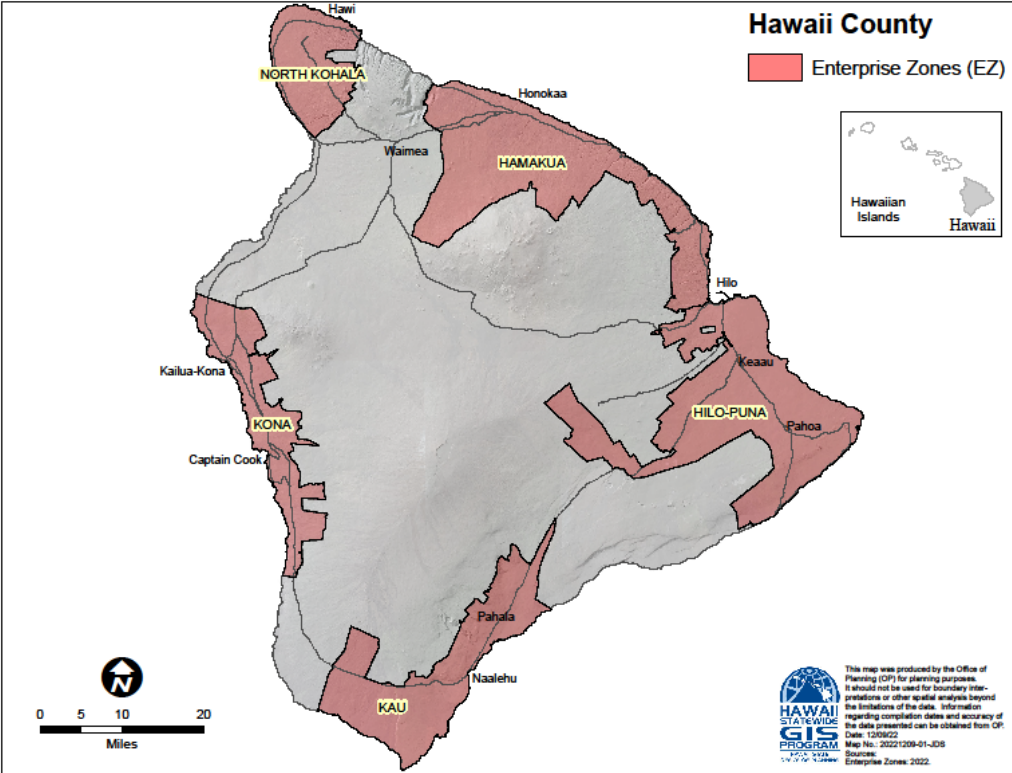 Hawaii County
Enterprise Zones (EZ)
Hawi
NORTH KOHALA
Honokaa
Waimea
HAMAKUA
Hawaiian
Islands
Hawaii
Hilo
Kailua-Kona
Keaau
KONA
HILO-PUNA
Pahoa
Captain Cook
Pahala
Naalehu
KAU
N
0 5 10 20
Miles
HAWAII
STATEWIDE
GIS
PROGRAM
This map was produced by the Office of
Planning (OP) for planning purposes.
It should not be used for boundary inter-
pretations or other spatial analysis beyond
the limitations of the data. Information
regarding compilation dates and accuracy of
the data presented can be obtained from OP.
Date: 12/09/22
Map No.: 20221209-01-JDS
Sources:
Enterprise Zones: 2022.